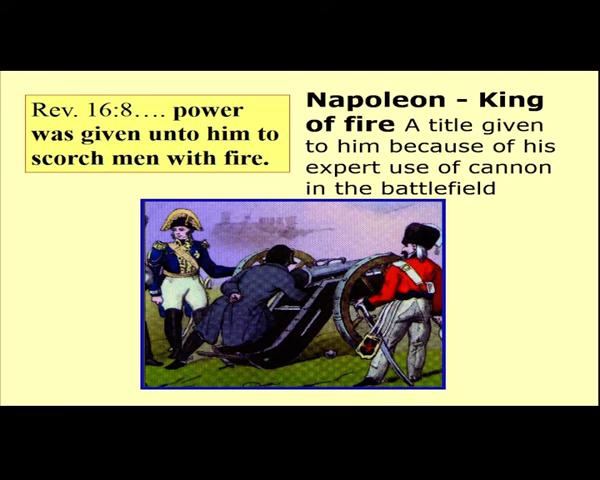 Rev. 16:8…. power
was given unto him to
scorch men with fire.
Napoleon - King
of fire A title given
to him because of his
expert use of cannon
in the battlefield